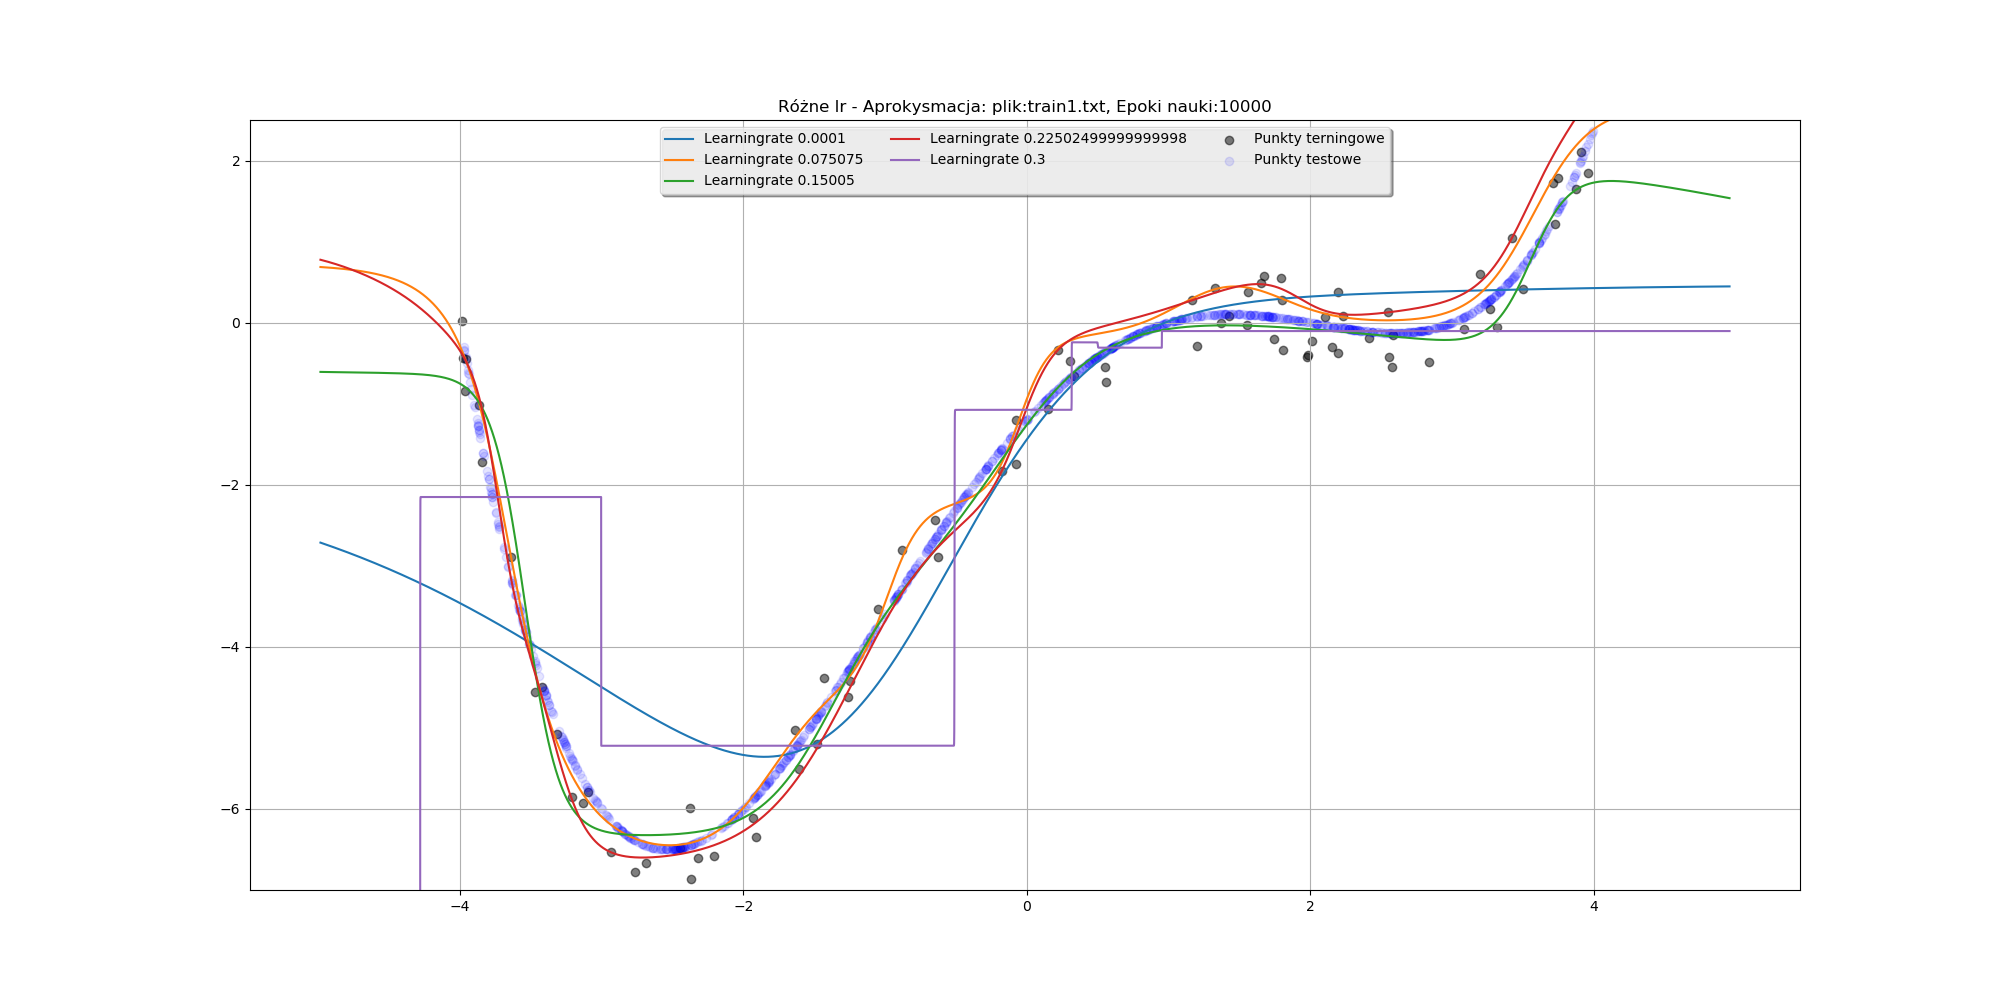 Różne lr - Aprokysmacja: plik:train1.txt, Epoki nauki:10000
Learningrate 0.0001
Learningrate 0.075075
Learningrate 0.15005
Learningrate 0.22502499999999998
Learningrate 0.3
Punkty terningowe
Punkty testowe
2
0
−2
−4
−6
−4
−2
0
2
4